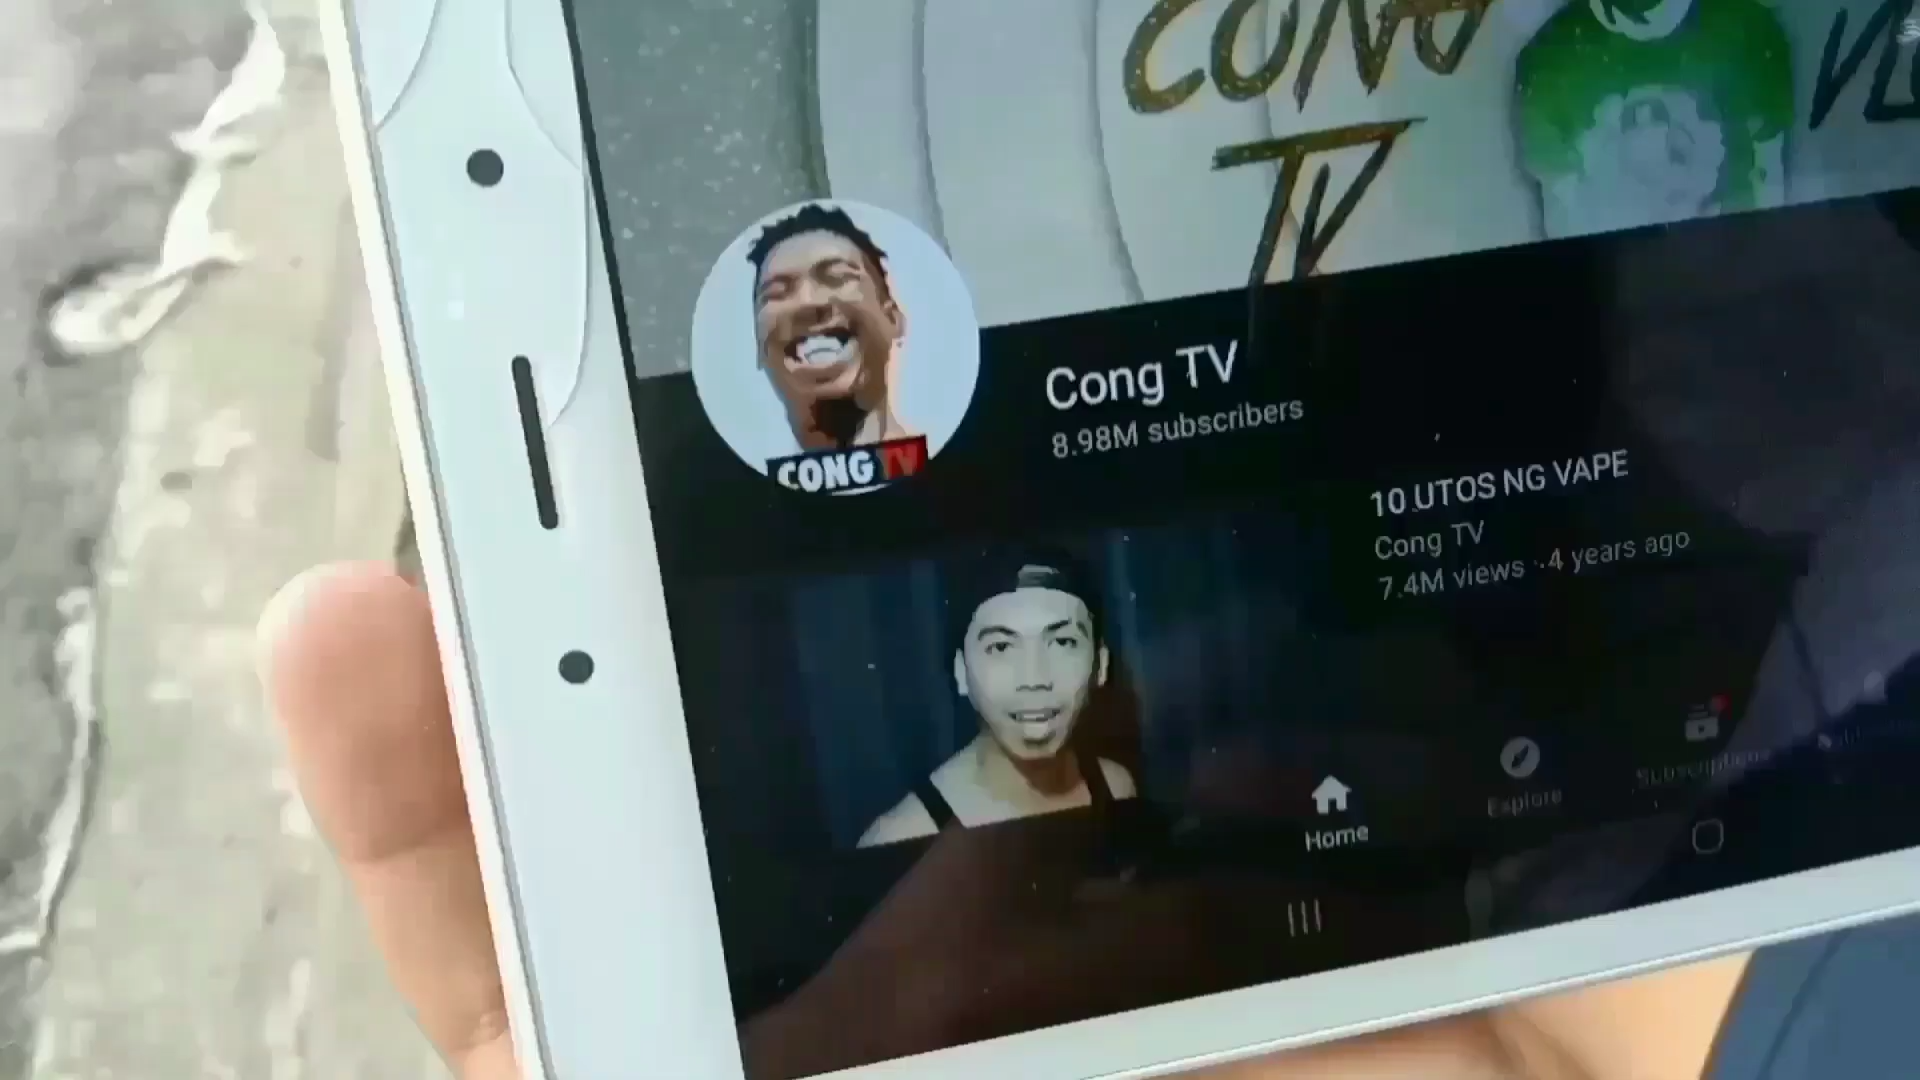 CONG
TV
CONG TV
Cong TV
8.98M subscribers
10 UTOS NG VAPE
Cong TV
7.4M views · 4 years ago
Home
Explore
Subscriptions